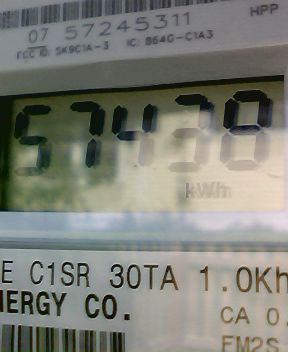 HPP
07 57245311
FCC ID: SK9C1A-3 IC: 864G-C1A3
57438
kWh
E C1SR 30TA 1.0Kh
NERGY CO.
CA 0.
FM2S